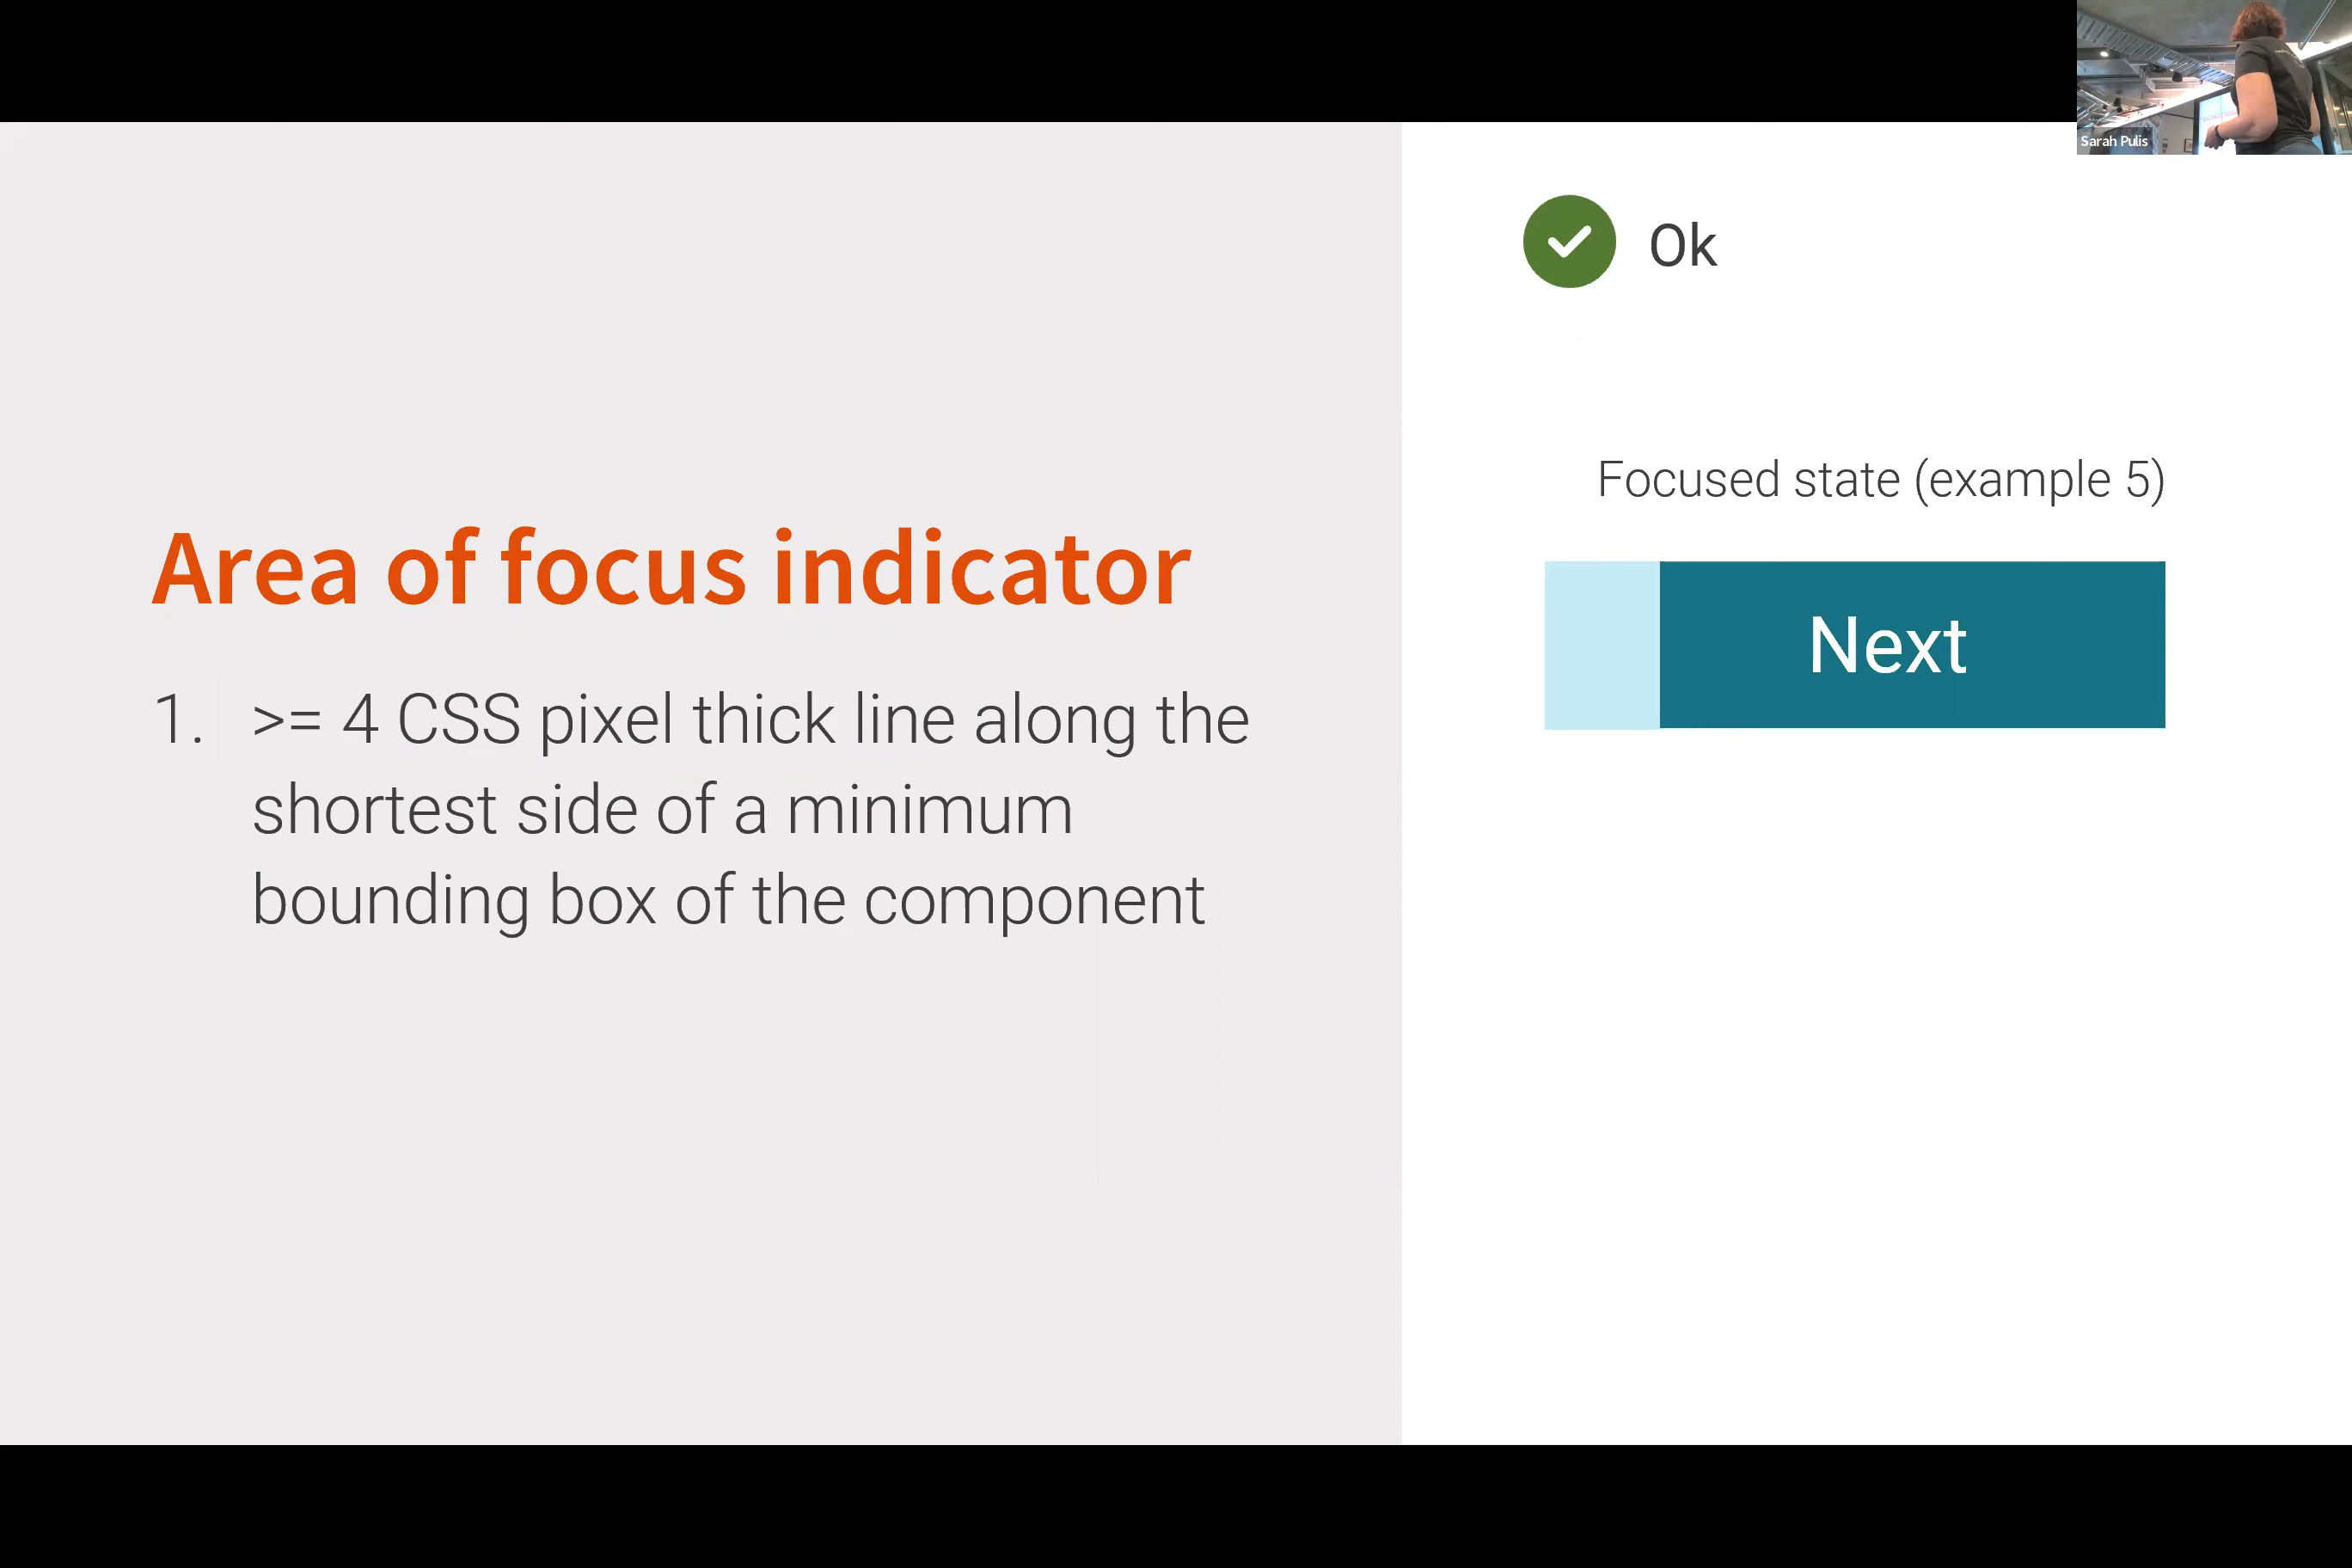 Sarah Pulis
Ok
Focused state (example 5)
Next
Area of focus indicator
1. >= 4 CSS pixel thick line along the
shortest side of a minimum
bounding box of the component